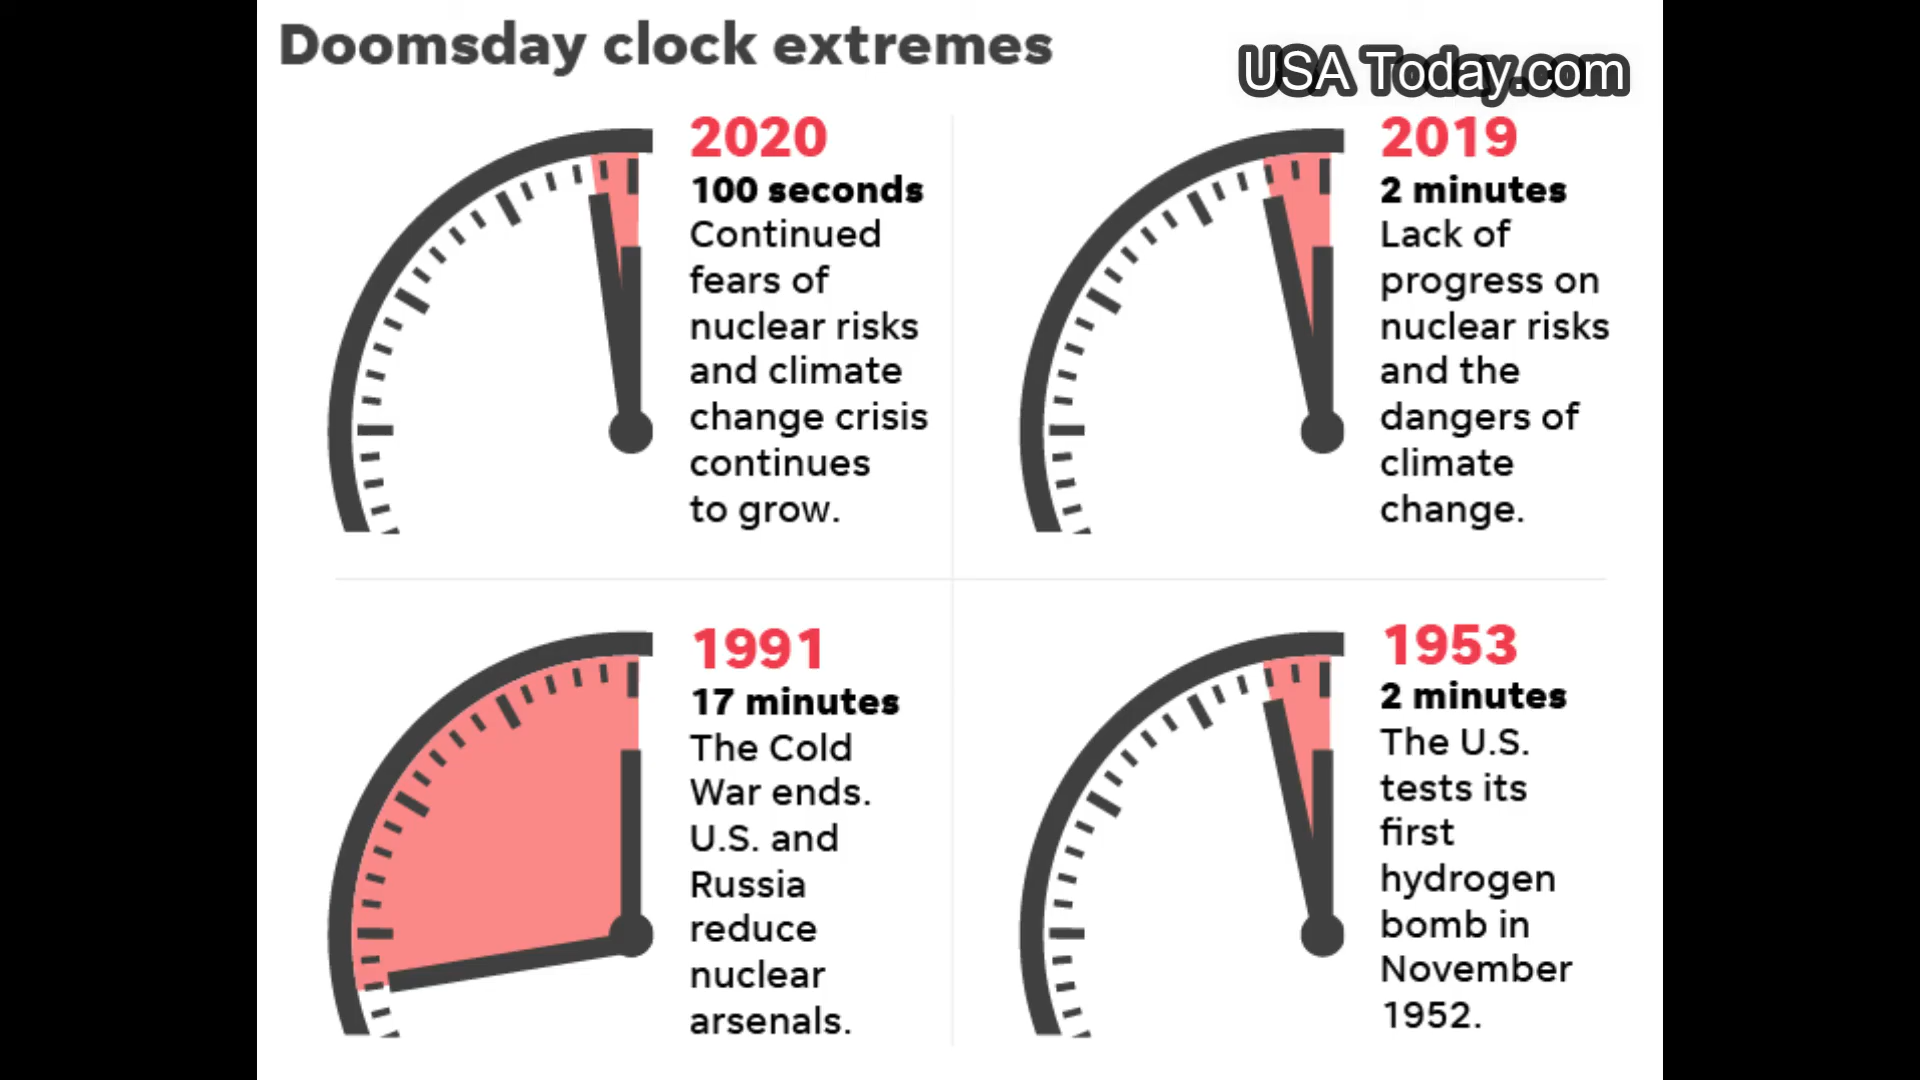 Doomsday clock extremes
USA Today.com
2020
100 seconds
Continued
fears of
nuclear risks
and climate
change crisis
continues
to grow.
2019
2 minutes
Lack of
progress on
nuclear risks
and the
dangers of
climate
change.
1991
17 minutes
The Cold
War ends.
U.S. and
Russia
reduce
nuclear
arsenals.
1953
2 minutes
The U.S.
tests its
first
hydrogen
bomb in
November
1952.